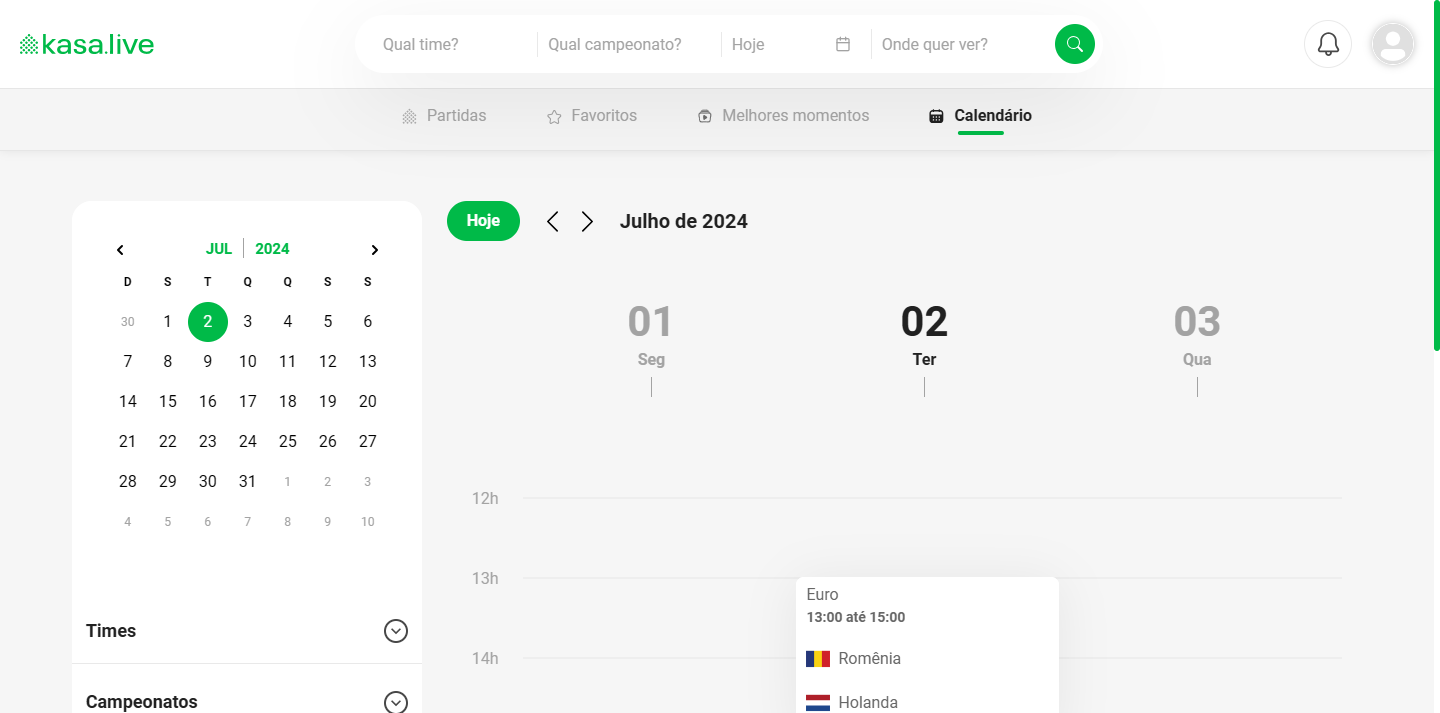 kasa.live
Qual time?
Qual campeonato?
Hoje
Onde quer ver?
Partidas
Favoritos
Melhores momentos
Calendário
JUL 2024
D S T Q Q S S
30 1 2 3 4 5 6
7 8 9 10 11 12 13
14 15 16 17 18 19 20
21 22 23 24 25 26 27
28 29 30 31 1 2 3
4 5 6 7 8 9 10
Times
Campeonatos
Hoje
Julho de 2024
01
Seg
02
Ter
03
Qua
12h
13h
14h
Euro
13:00 até 15:00
Romênia
Holanda